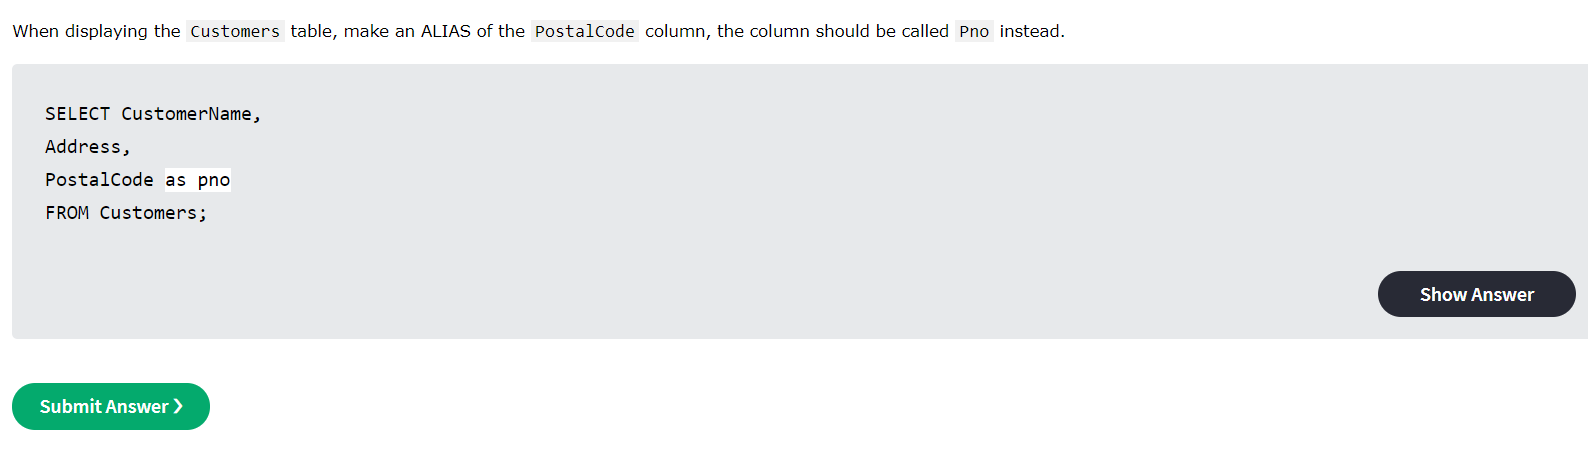 When displaying the Customers table, make an ALIAS of the PostalCode column, the column should be called Pno instead.
SELECT CustomerName,
Address,
PostalCode as pno
FROM Customers;
Show Answer
Submit Answer ❯